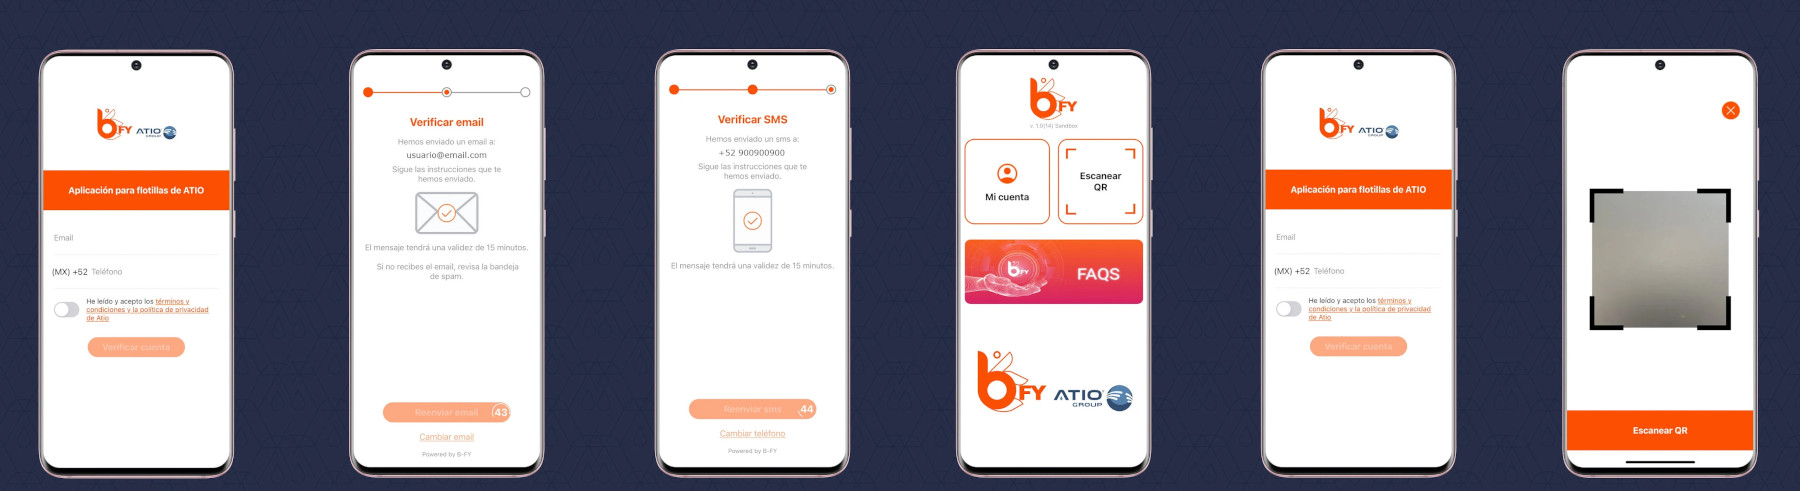 b-FY ATIO
GROUP
Aplicación para flotillas de ATIO
Email
(MX) +52 Teléfono
He leído y acepto los términos y
condiciones y la política de privacidad
de Atio
Verificar cuenta
Verificar email
Hemos enviado un email a:
usuario@email.com
Sigue las instrucciones que te
hemos enviado.
El mensaje tendrá una validez de 15 minutos.
Si no recibes el email, revisa la bandeja
de spam.
Reenviar email 43
Cambiar email
Powered by B-FY
Verificar SMS
Hemos enviado un sms a:
+52 900900900
Sigue las instrucciones que te
hemos enviado.
El mensaje tendrá una validez de 15 minutos.
Reenviar sms 44
Cambiar teléfono
Powered by B-FY
b-FY
v. 1.0(14) Sandbox
Mi cuenta
Escanear
QR
b-FY FAQS
b-FY ATIO
GROUP
b-FY ATIO
GROUP
Aplicación para flotillas de ATIO
Email
(MX) +52 Teléfono
He leído y acepto los términos y
condiciones y la política de privacidad
de Atio
Verificar cuenta
Escanear QR